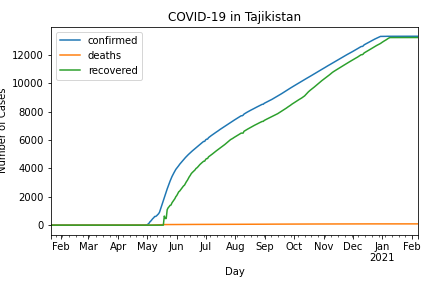 COVID-19 in Tajikistan
confirmed
deaths
recovered
12000
10000
8000
6000
4000
2000
0
Number of Cases
Feb Mar Apr May Jun Jul Aug Sep Oct Nov Dec Jan Feb
2021
Day